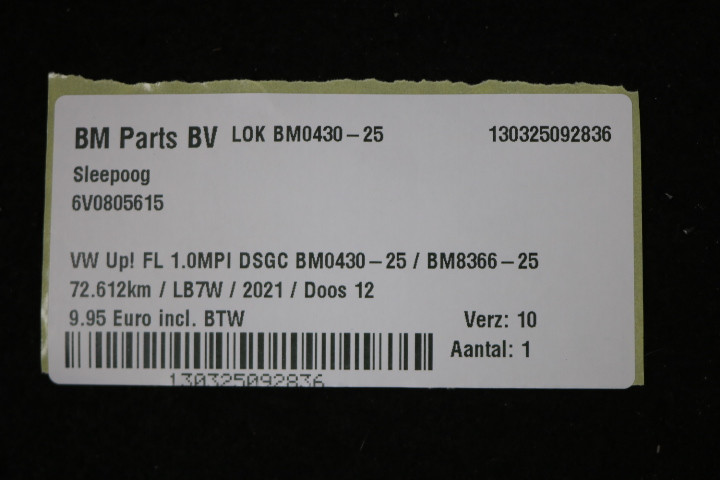 BM Parts BV LOK BM0430-25 130325092836
Sleepoog
6V0805615
VW Up! FL 1.0MPI DSGC BM0430-25 / BM8366-25
72.612km / LB7W / 2021 / Doos 12
9.95 Euro incl. BTW Verz: 10
Aantal: 1
130325092836